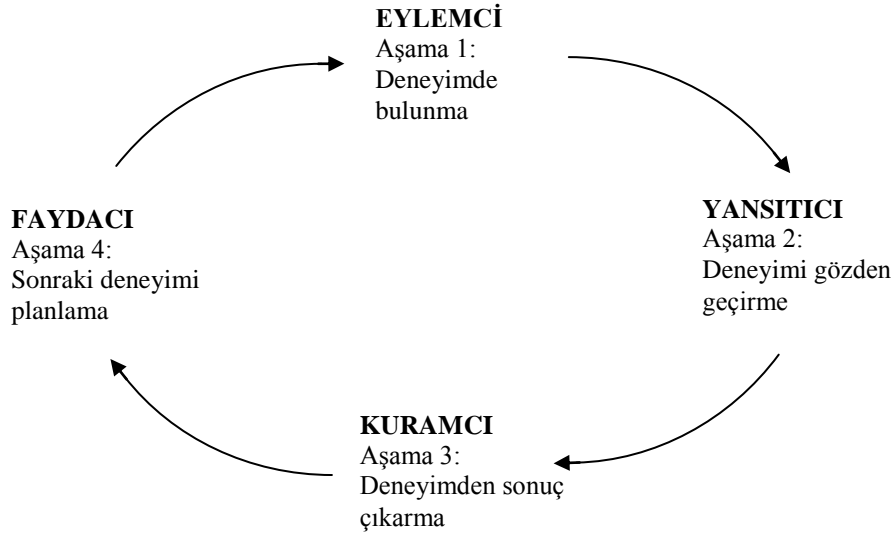 EYLEMCİ
Aşama 1:
Deneyimde
bulunma
YANSITICI
Aşama 2:
Deneyimi gözden
geçirme
KURAMCI
Aşama 3:
Deneyimden sonuç
çıkarma
FAYDACI
Aşama 4:
Sonraki deneyimi
planlama